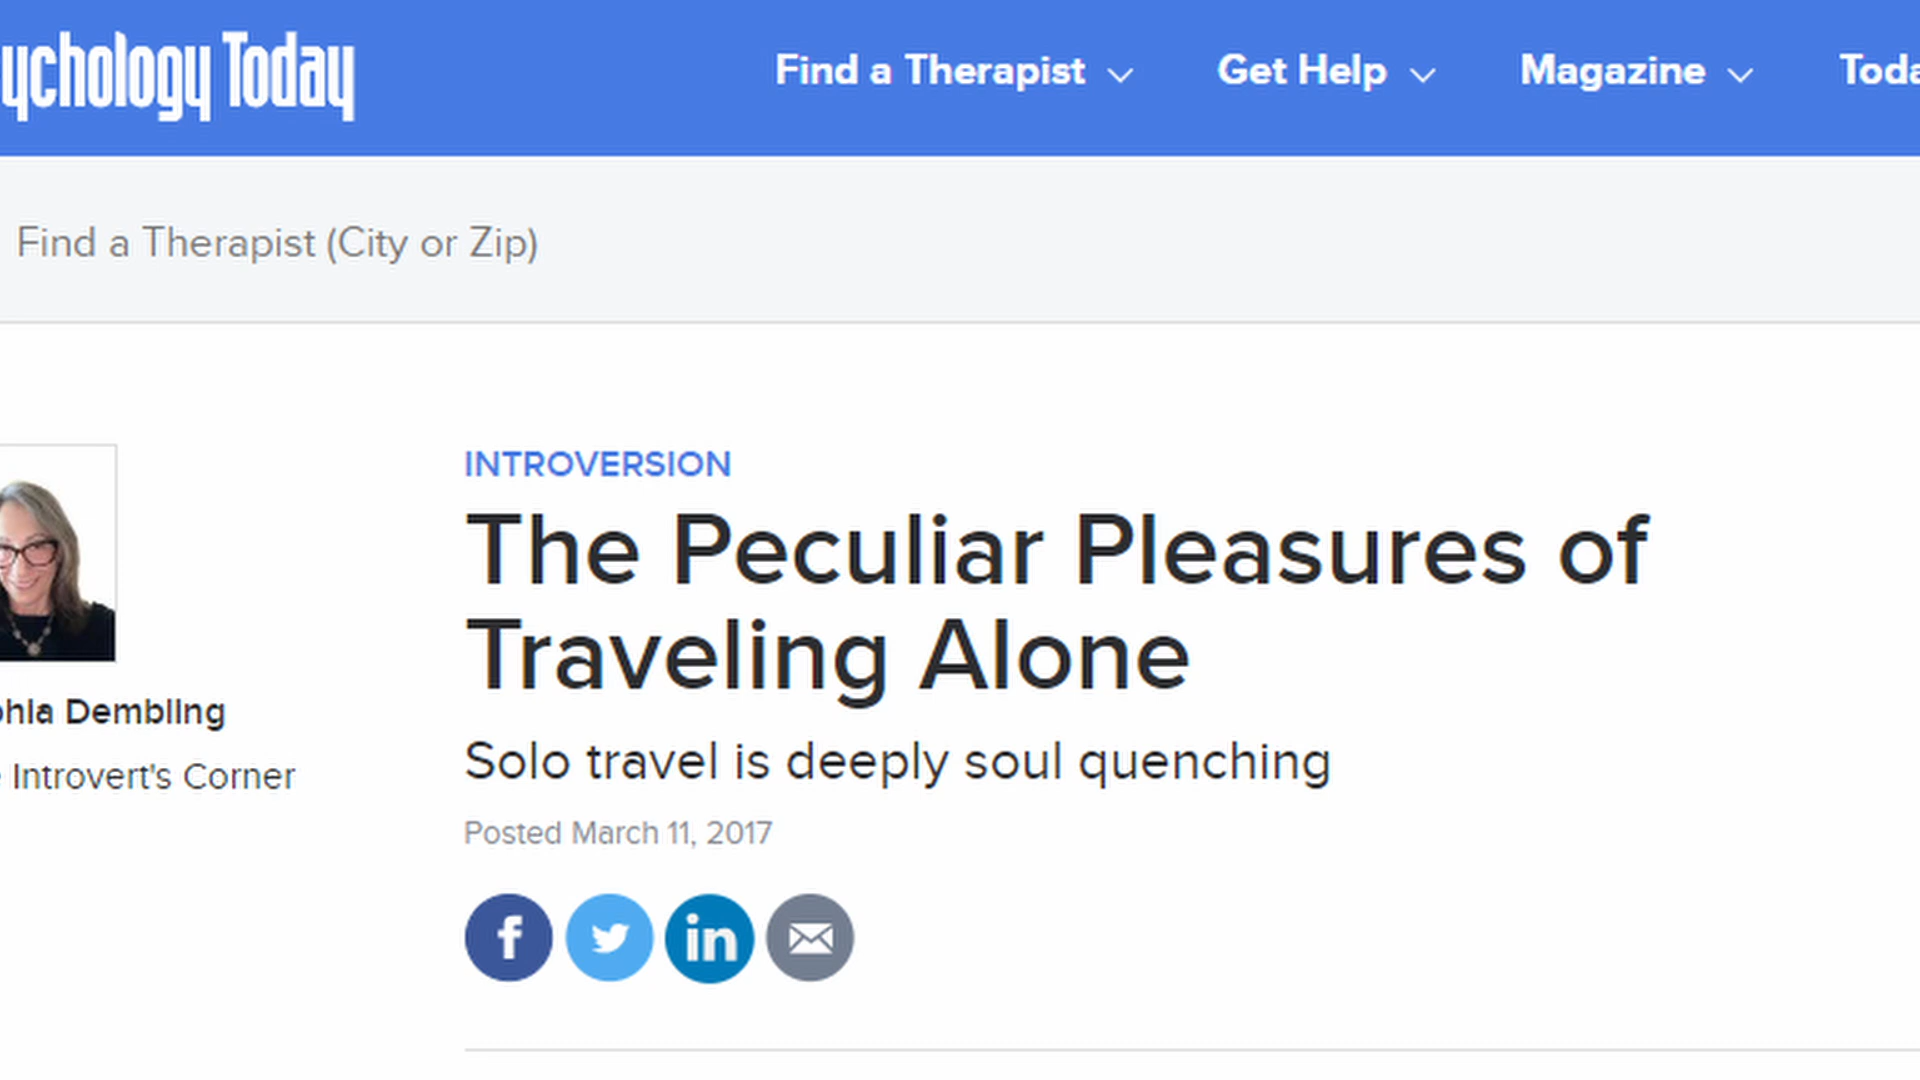 ychology Today
Find a Therapist
Get Help
Magazine
Toda
Find a Therapist (City or Zip)
INTROVERSION
The Peculiar Pleasures of
Traveling Alone
Solo travel is deeply soul quenching
Posted March 11, 2017
f
in
phia Dembling
e Introvert's Corner